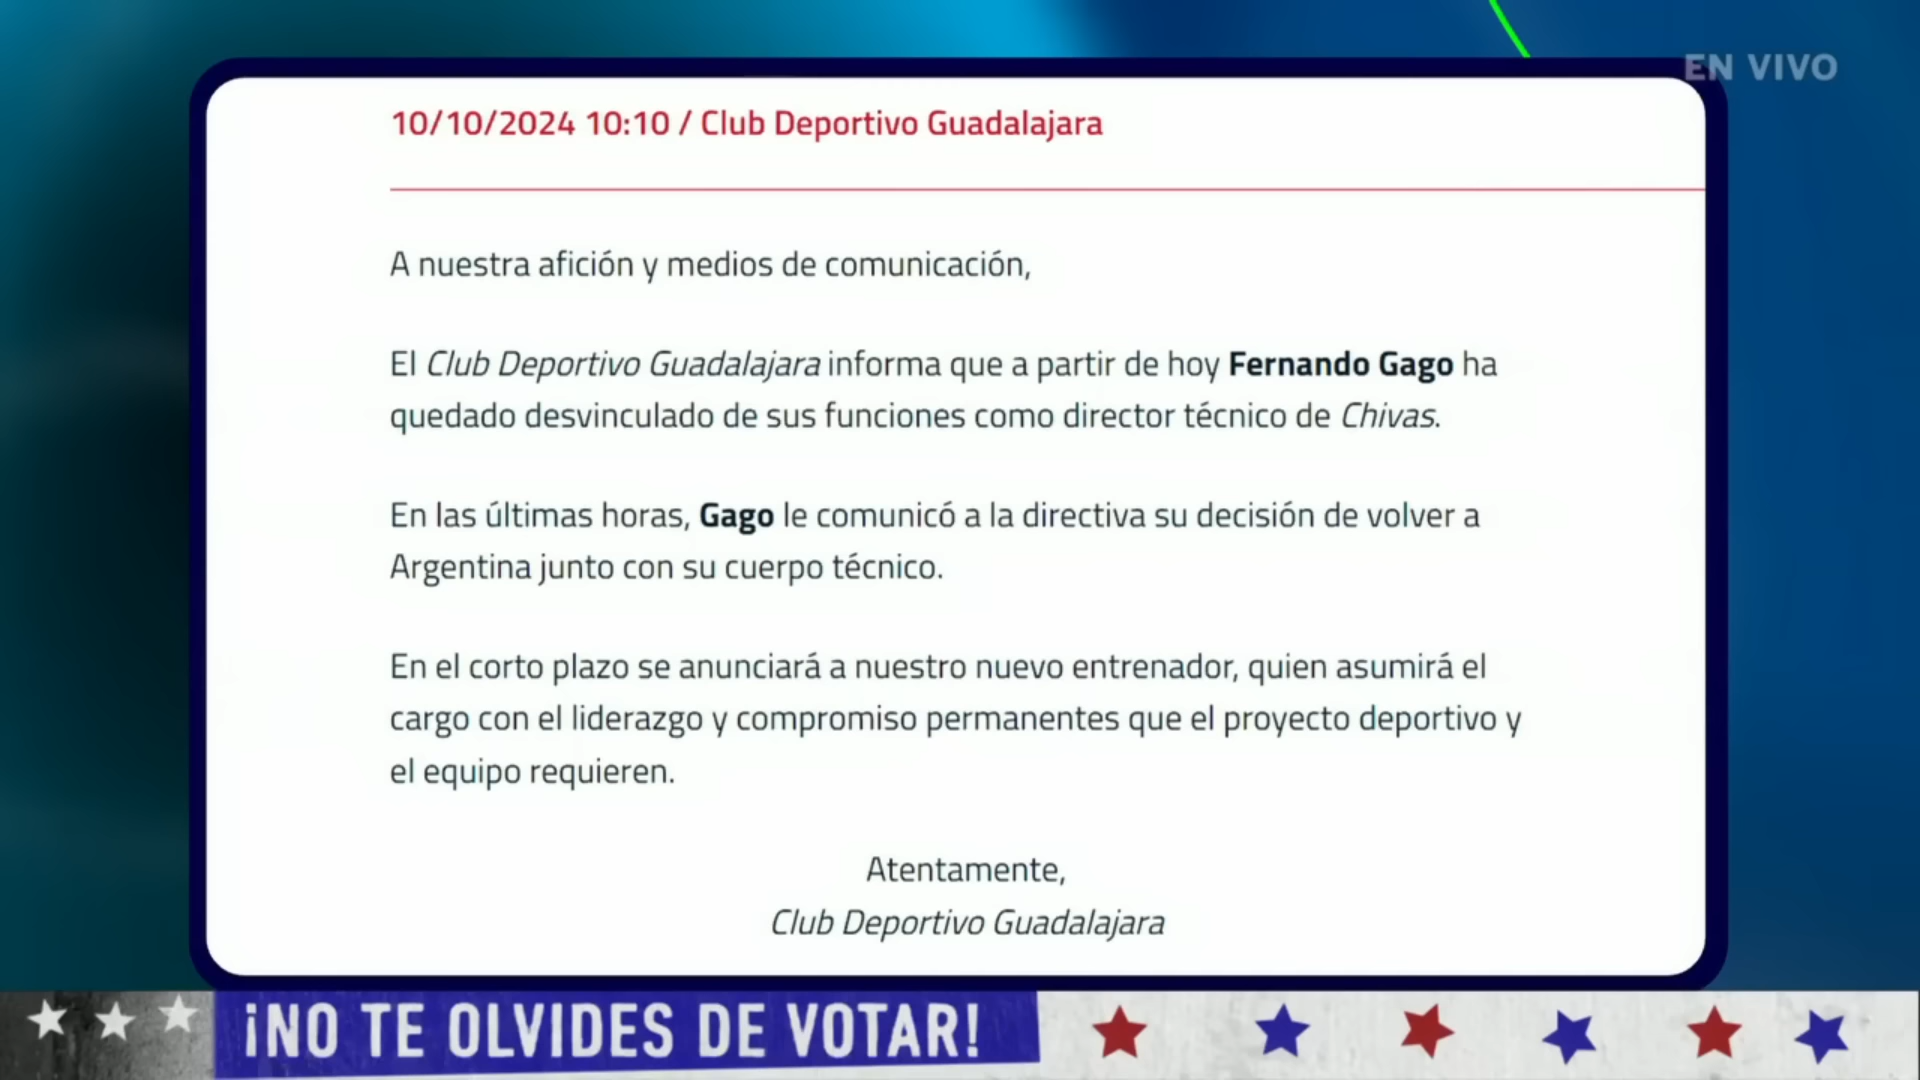 EN VIVO
10/10/2024 10:10 / Club Deportivo Guadalajara
A nuestra afición y medios de comunicación,
El Club Deportivo Guadalajara informa que a partir de hoy Fernando Gago ha
quedado desvinculado de sus funciones como director técnico de Chivas.
En las últimas horas, Gago le comunicó a la directiva su decisión de volver a
Argentina junto con su cuerpo técnico.
En el corto plazo se anunciará a nuestro nuevo entrenador, quien asumirá el
cargo con el liderazgo y compromiso permanentes que el proyecto deportivo y
el equipo requieren.
Atentamente,
Club Deportivo Guadalajara
¡NO TE OLVIDES DE VOTAR!